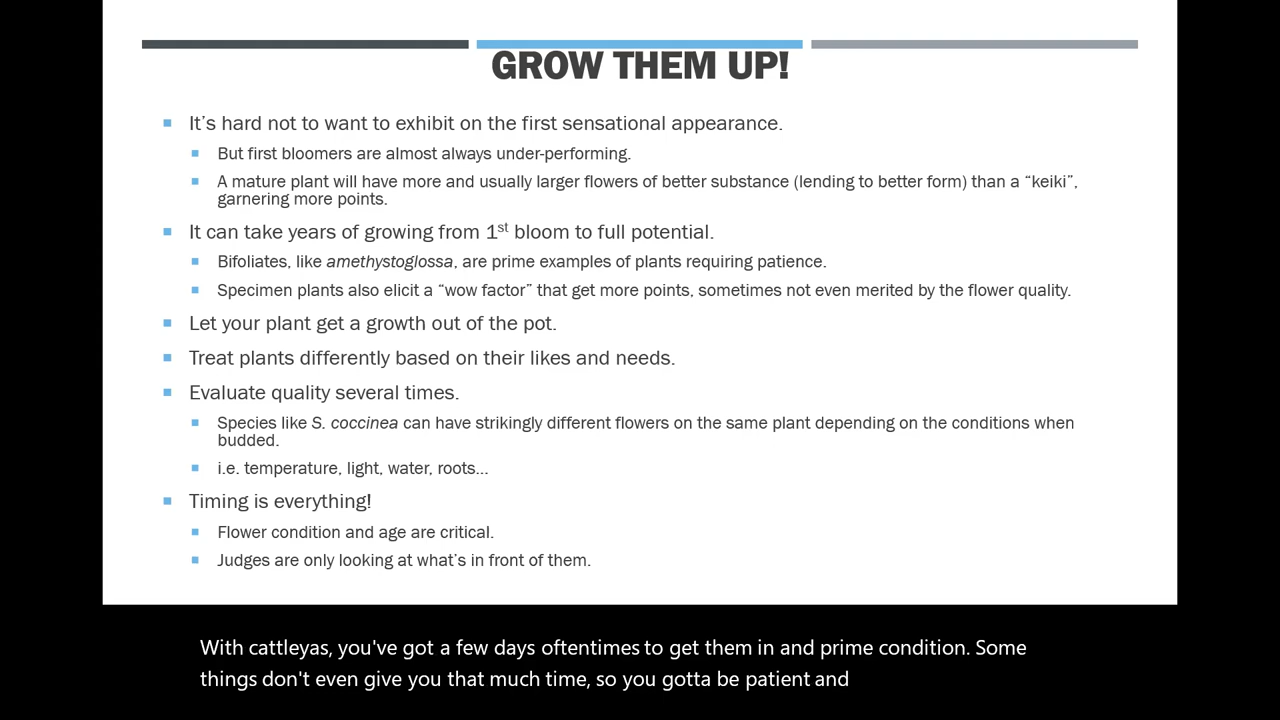 GROW THEM UP!
It's hard not to want to exhibit on the first sensational appearance.
But first bloomers are almost always under-performing.
A mature plant will have more and usually larger flowers of better substance (lending to better form) than a “keiki”,
garnering more points.
It can take years of growing from 1st bloom to full potential.
Bifoliates, like amethystoglossa, are prime examples of plants requiring patience.
Specimen plants also elicit a “wow factor” that get more points, sometimes not even merited by the flower quality.
Let your plant get a growth out of the pot.
Treat plants differently based on their likes and needs.
Evaluate quality several times.
Species like S. coccinea can have strikingly different flowers on the same plant depending on the conditions when
budded.
i.e. temperature, light, water, roots...
Timing is everything!
Flower condition and age are critical.
Judges are only looking at what's in front of them.
With cattleyas, you've got a few days oftentimes to get them in and prime condition. Some
things don't even give you that much time, so you gotta be patient and